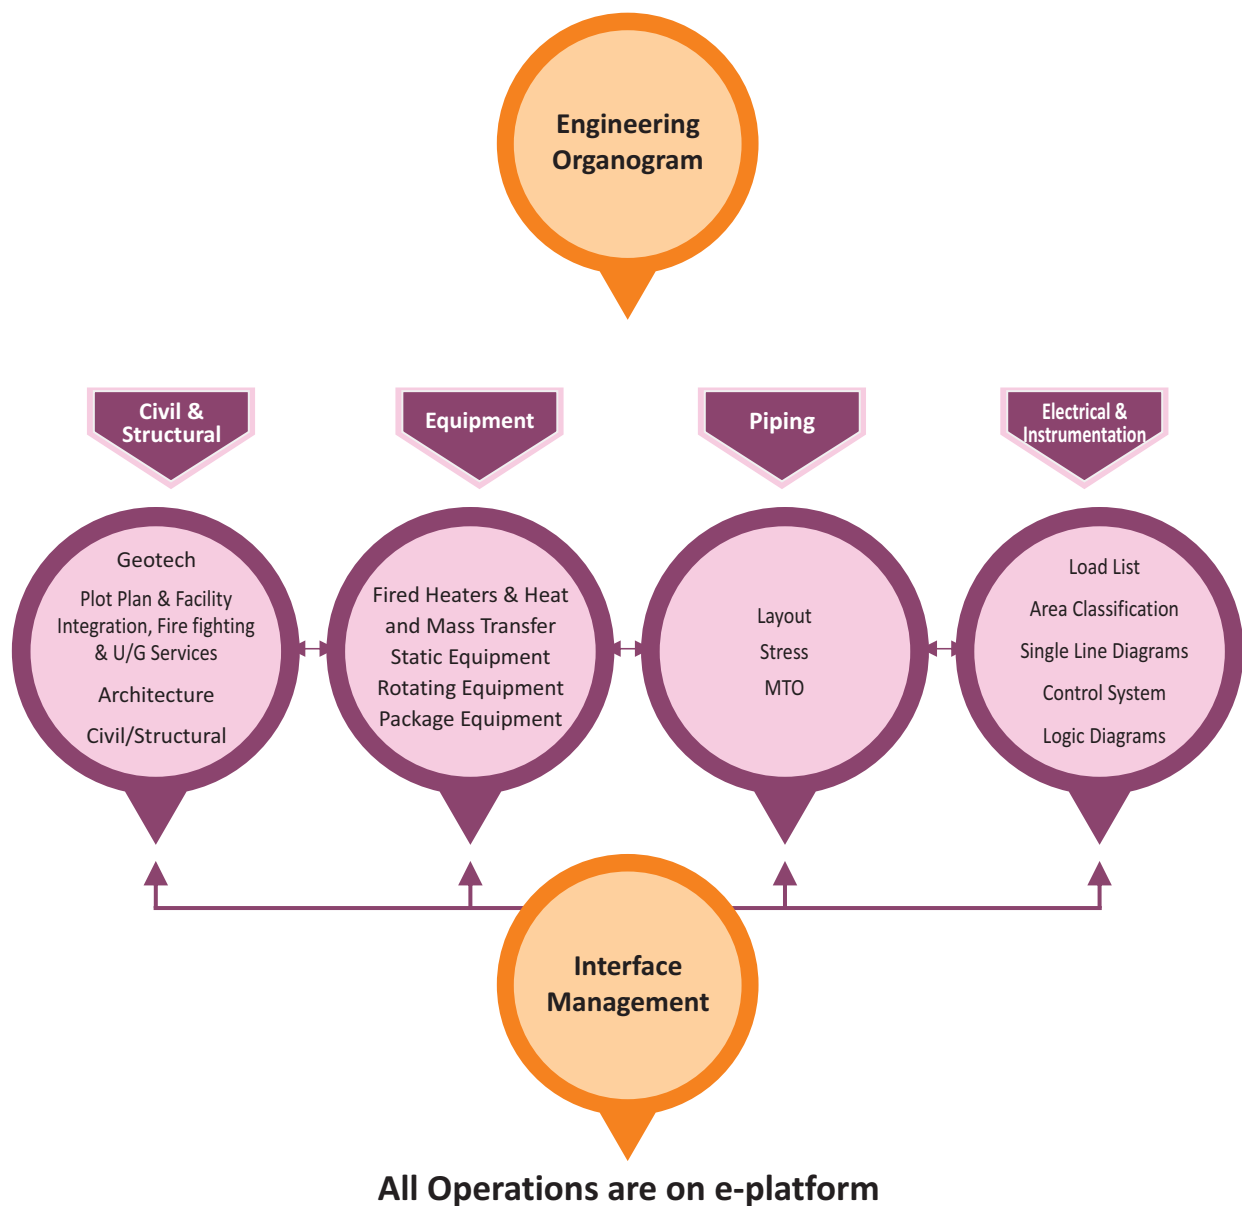 Engineering
Organogram
Civil &
Structural
Equipment
Piping
Electrical &
Instrumentation
Geotech
Plot Plan & Facility
Integration, Fire fighting
& U/G Services
Architecture
Civil/Structural
Fired Heaters & Heat
and Mass Transfer
Static Equipment
Rotating Equipment
Package Equipment
Layout
Stress
MTO
Load List
Area Classification
Single Line Diagrams
Control System
Logic Diagrams
Interface
Management
All Operations are on e-platform